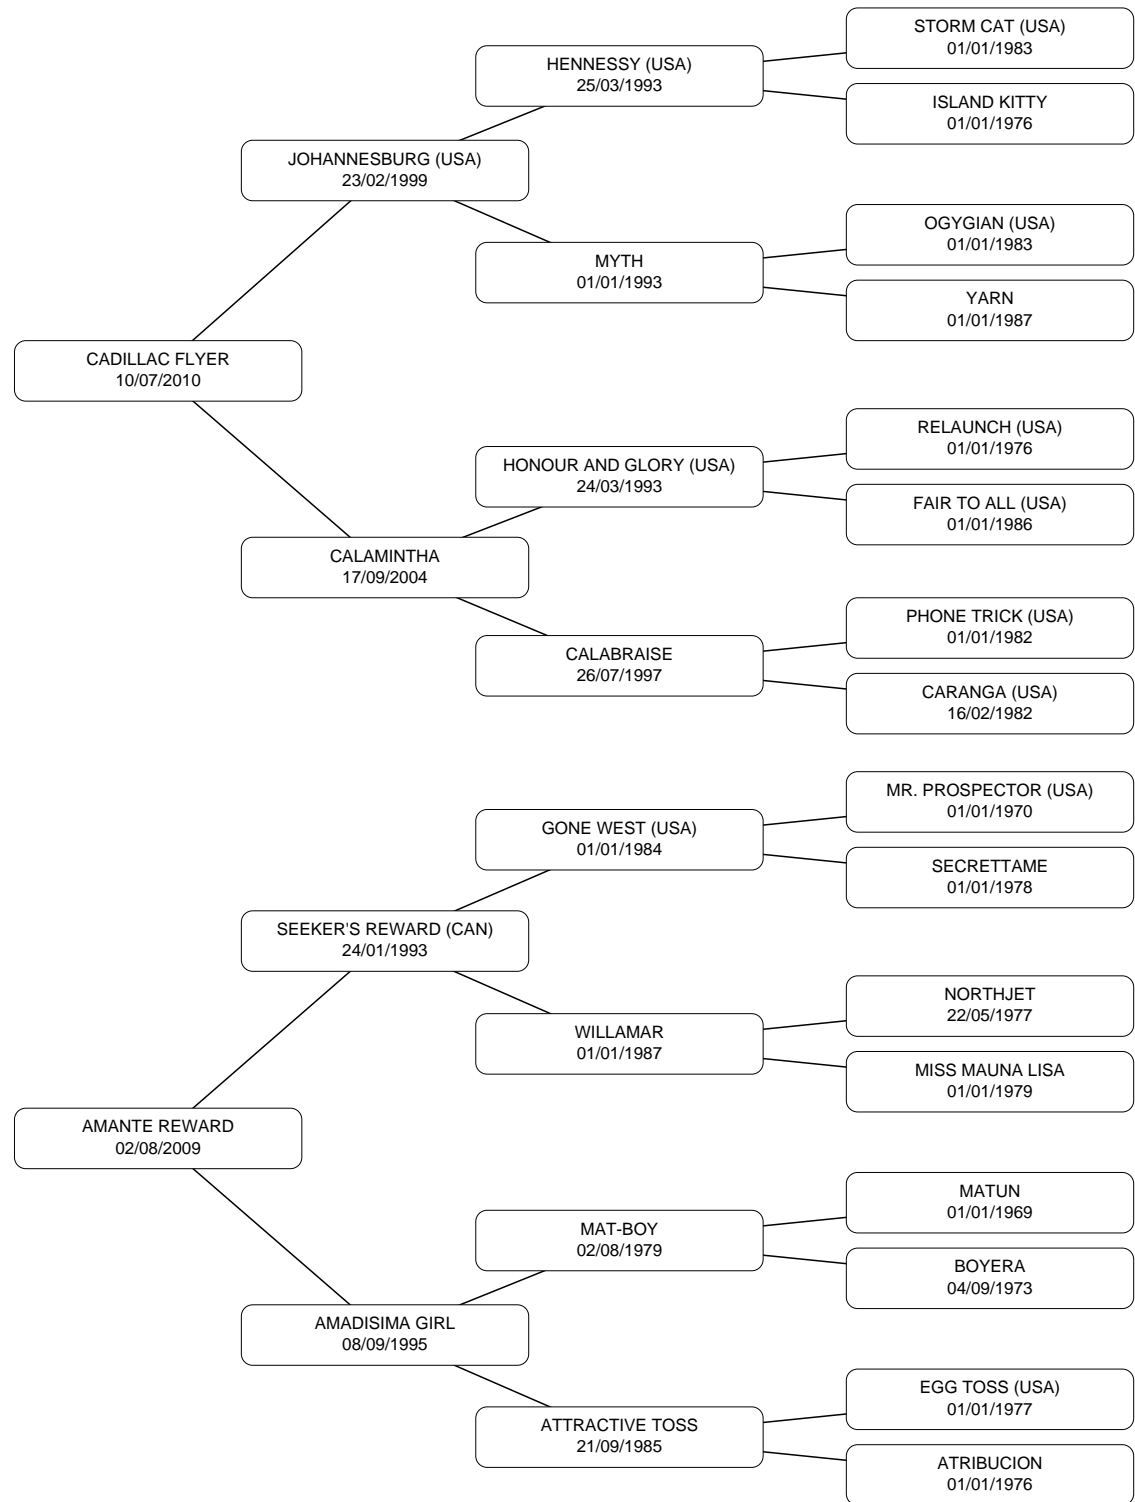 STORM CAT (USA)
01/01/1983
HENNESSY (USA)
25/03/1993
ISLAND KITTY
01/01/1976
JOHANNESBURG (USA)
23/02/1999
OGYGIAN (USA)
01/01/1983
MYTH
01/01/1993
YARN
01/01/1987
CADILLAC FLYER
10/07/2010
RELAUNCH (USA)
01/01/1976
HONOUR AND GLORY (USA)
24/03/1993
FAIR TO ALL (USA)
01/01/1986
CALAMINTHA
17/09/2004
PHONE TRICK (USA)
01/01/1982
CALABRAISE
26/07/1997
CARANGA (USA)
16/02/1982
MR. PROSPECTOR (USA)
01/01/1970
GONE WEST (USA)
01/01/1984
SECRETTAME
01/01/1978
SEEKER'S REWARD (CAN)
24/01/1993
NORTHJET
22/05/1977
WILLAMAR
01/01/1987
MISS MAUNA LISA
01/01/1979
AMANTE REWARD
02/08/2009
MATUN
01/01/1969
MAT-BOY
02/08/1979
BOYERA
04/09/1973
AMADISIMA GIRL
08/09/1995
EGG TOSS (USA)
01/01/1977
ATTRACTIVE TOSS
21/09/1985
ATRIBUCION
01/01/1976